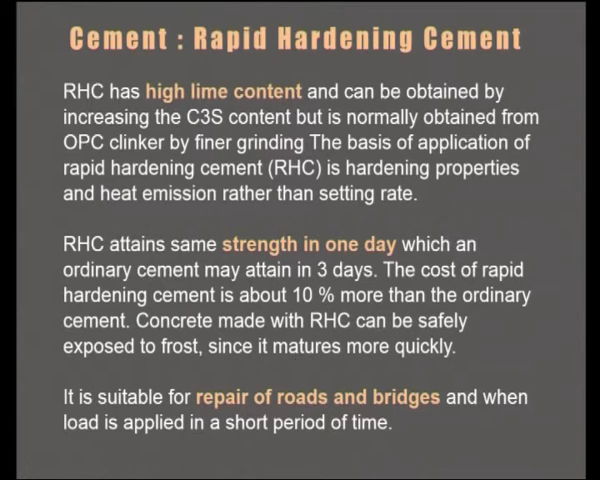 Cement : Rapid Hardening Cement
RHC has high lime content and can be obtained by
increasing the C3S content but is normally obtained from
OPC clinker by finer grinding The basis of application of
rapid hardening cement (RHC) is hardening properties
and heat emission rather than setting rate.
RHC attains same strength in one day which an
ordinary cement may attain in 3 days. The cost of rapid
hardening cement is about 10 % more than the ordinary
cement. Concrete made with RHC can be safely
exposed to frost, since it matures more quickly.
It is suitable for repair of roads and bridges and when
load is applied in a short period of time.